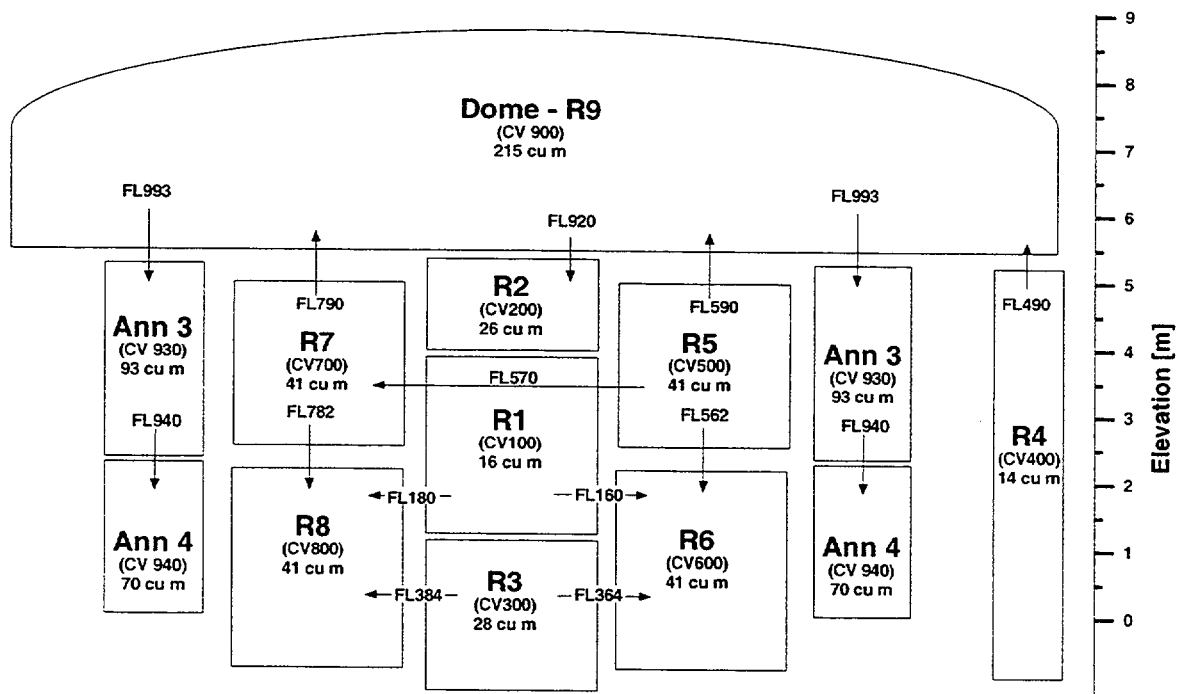 9
8
7
6
5
4
3
2
1
0
Elevation [m]
Dome - R9
(CV 900)
215 cu m
FL993
FL920
FL993
FL790
FL590
FL490
Ann 3
(CV 930)
93 cu m
FL940
R7
(CV700)
41 cu m
FL782
R2
(CV200)
26 cu m
FL570
R1
(CV100)
16 cu m
R5
(CV500)
41 cu m
FL562
Ann 3
(CV 930)
93 cu m
FL940
R4
(CV400)
14 cu m
Ann 4
(CV 940)
70 cu m
FL180
FL160
R8
(CV800)
41 cu m
R3
(CV300)
28 cu m
FL384
FL364
R6
(CV600)
41 cu m
Ann 4
(CV 940)
70 cu m